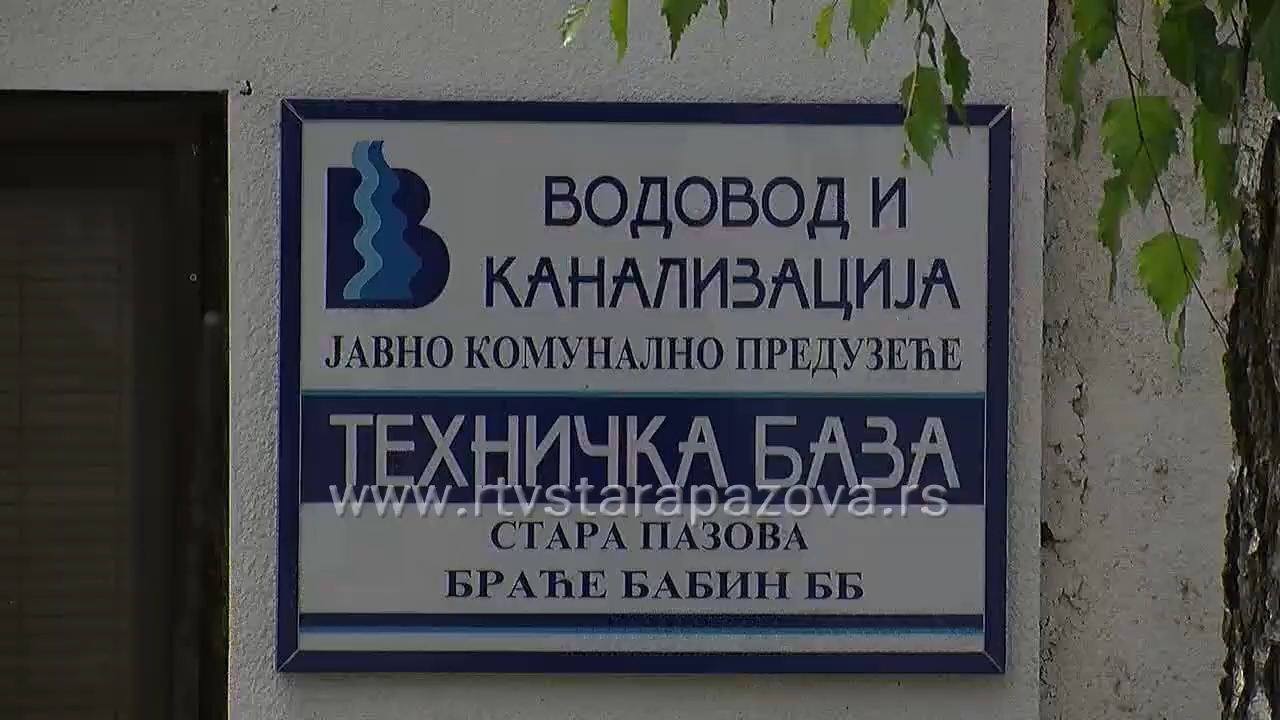 В
ВОДОВОД И
КАНАЛИЗАЦИЈА
ЈАВНО КОМУНАЛНО ПРЕДУЗЕЋЕ
ТЕХНИЧКА БАЗА
www.rtvstarapazova.rs
СТАРА ПАЗОВА
БРАЋЕ БАБИН ББ